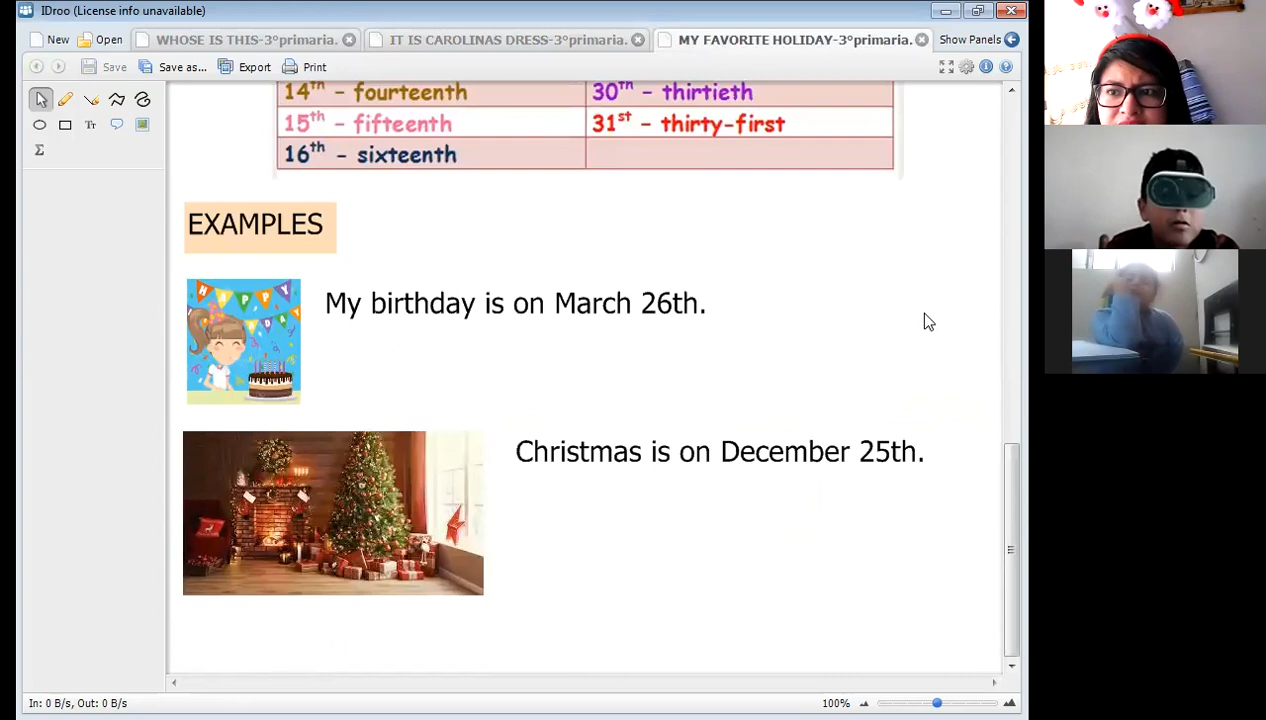 IDroo (License info unavailable)
New Open WHOSE IS THIS-3°primaria. IT IS CAROLINAS DRESS-3°primaria. MY FAVORITE HOLIDAY-3°primaria. Show Panels
Save Save as... Export Print
14th - fourteenth 30th - thirtieth
15th - fifteenth 31st - thirty-first
16th - sixteenth
EXAMPLES
HAPPY
My birthday is on March 26th.
Christmas is on December 25th.
In: 0 B/s, Out: 0 B/s 100%